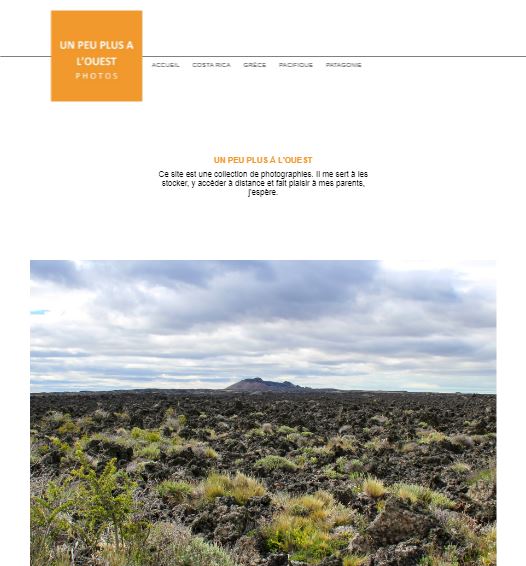 UN PEU PLUS A
L'OUEST
PHOTOS
ACCUEIL COSTA RICA GRÈCE PACIFIQUE PATAGONIE
UN PEU PLUS À L'OUEST
Ce site est une collection de photographies. Il me sert à les
stocker, y accéder à distance et fait plaisir à mes parents,
j'espère.